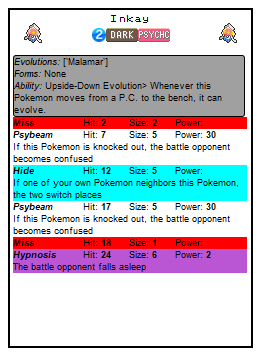 Inkay
2 DARK PSYCHC
Evolutions: ['Malamar']
Forms: None
Ability: Upside-Down Evolution> Whenever this
Pokemon moves from a P.C. to the bench, it can
evolve.
Miss Hit: 2 Size: 2 Power:
Psybeam Hit: 7 Size: 5 Power: 30
If this Pokemon is knocked out, the battle opponent
becomes confused
Hide Hit: 12 Size: 5 Power:
If one of your own Pokemon neighbors this Pokemon,
the two switch places
Psybeam Hit: 17 Size: 5 Power: 30
If this Pokemon is knocked out, the battle opponent
becomes confused
Miss Hit: 18 Size: 1 Power:
Hypnosis Hit: 24 Size: 6 Power: 2
The battle opponent falls asleep